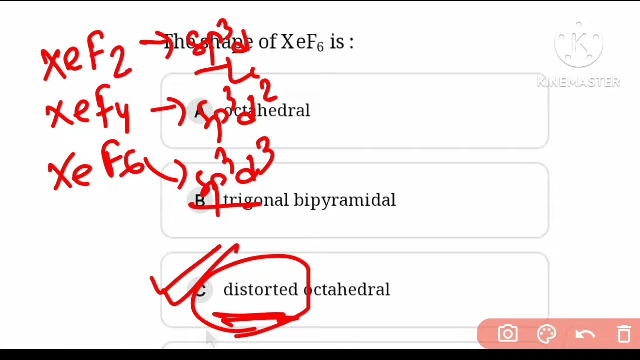 The shape of XeF6 is :
XeF2 → sp3d
XeF4 → sp3d2
XeF6 → sp3d3
A octahedral
B trigonal bipyramidal
C distorted octahedral
KINEMASTER